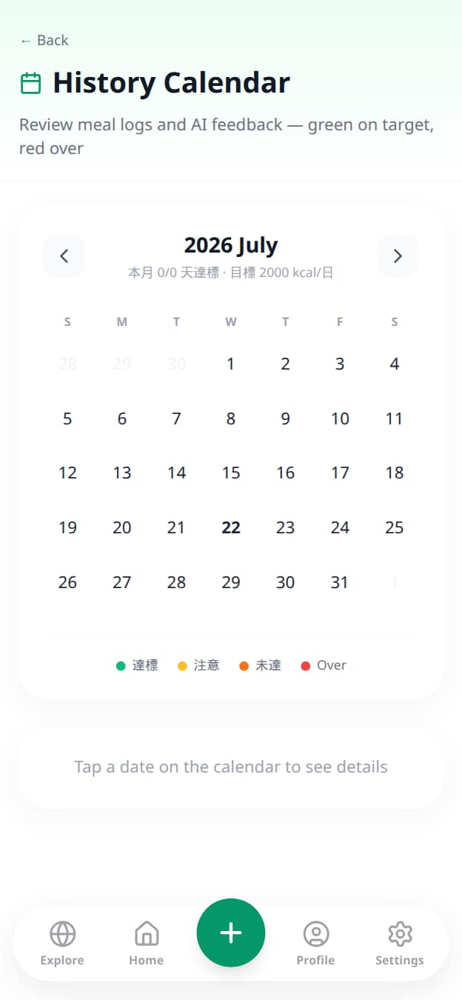 ← Back
History Calendar
Review meal logs and AI feedback — green on target,
red over
2026 July
本月 0/0 天達標 · 目標 2000 kcal/日
S M T W T F S
28 29 30 1 2 3 4
5 6 7 8 9 10 11
12 13 14 15 16 17 18
19 20 21 22 23 24 25
26 27 28 29 30 31 1
達標 注意 未達 Over
Tap a date on the calendar to see details
Explore Home Profile Settings